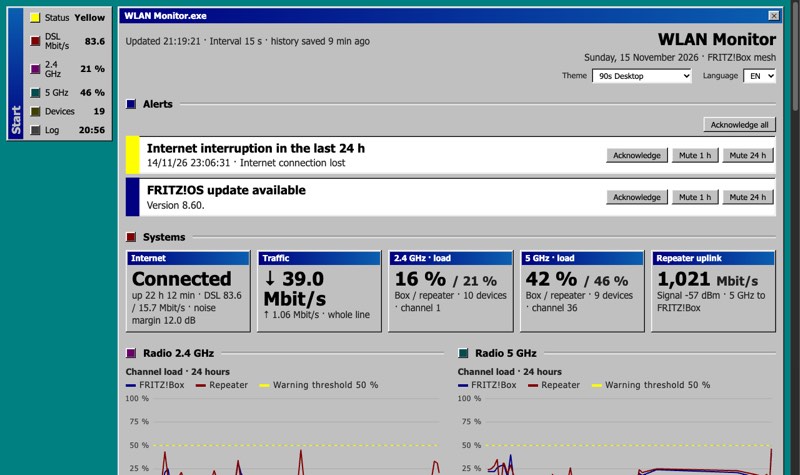 Status Yellow
DSL Mbit/s 83.6
2.4 GHz 21 %
5 GHz 46 %
Devices 19
Log 20:56
Start
WLAN Monitor.exe
Updated 21:19:21 · Interval 15 s · history saved 9 min ago
WLAN Monitor
Sunday, 15 November 2026 · FRITZ!Box mesh
Theme 90s Desktop Language EN
Alerts
Acknowledge all
Internet interruption in the last 24 h
14/11/26 23:06:31 · Internet connection lost
Acknowledge Mute 1 h Mute 24 h
FRITZ!OS update available
Version 8.60.
Acknowledge Mute 1 h Mute 24 h
Systems
Internet
Connected
up 22 h 12 min · DSL 83.6
/ 15.7 Mbit/s · noise
margin 12.0 dB
Traffic
↓ 39.0
Mbit/s
↑ 1.06 Mbit/s · whole line
2.4 GHz · load
16 % / 21 %
Box / repeater · 10 devices
· channel 1
5 GHz · load
42 % / 46 %
Box / repeater · 9 devices
· channel 36
Repeater uplink
1,021 Mbit/s
Signal -57 dBm · 5 GHz to
FRITZ!Box
Radio 2.4 GHz
Channel load · 24 hours
FRITZ!Box Repeater Warning threshold 50 %
100 %
75 %
50 %
25 %
Radio 5 GHz
Channel load · 24 hours
FRITZ!Box Repeater Warning threshold 50 %
100 %
75 %
50 %
25 %